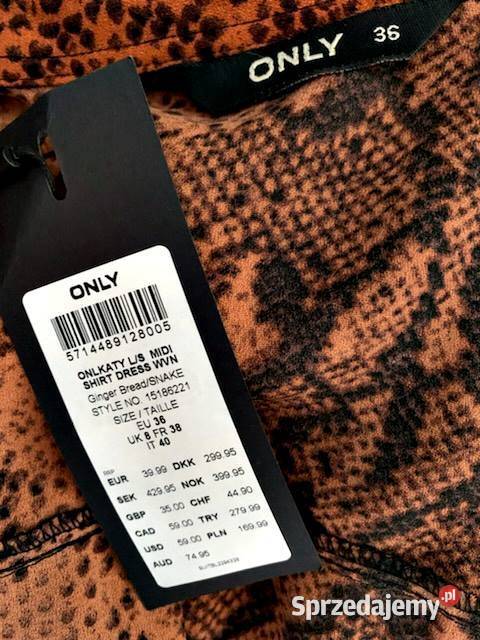 ONLY 36
ONLY
5714489128005
ONLKATY L/S MIDI
SHIRT DRESS WVN
Ginger Bread/SNAKE
STYLE NO. 15186221
SIZE / TAILLE
EU 36
UK 8 FR 38
IT 40
RRP
EUR 39.99 DKK 299.95
SEK 429.95 NOK 399.95
GBP 35.00 CHF 44.90
CAD 59.00 TRY 279.99
USD 59.00 PLN 169.99
AUD 74.95
Sprzedajemy.pl